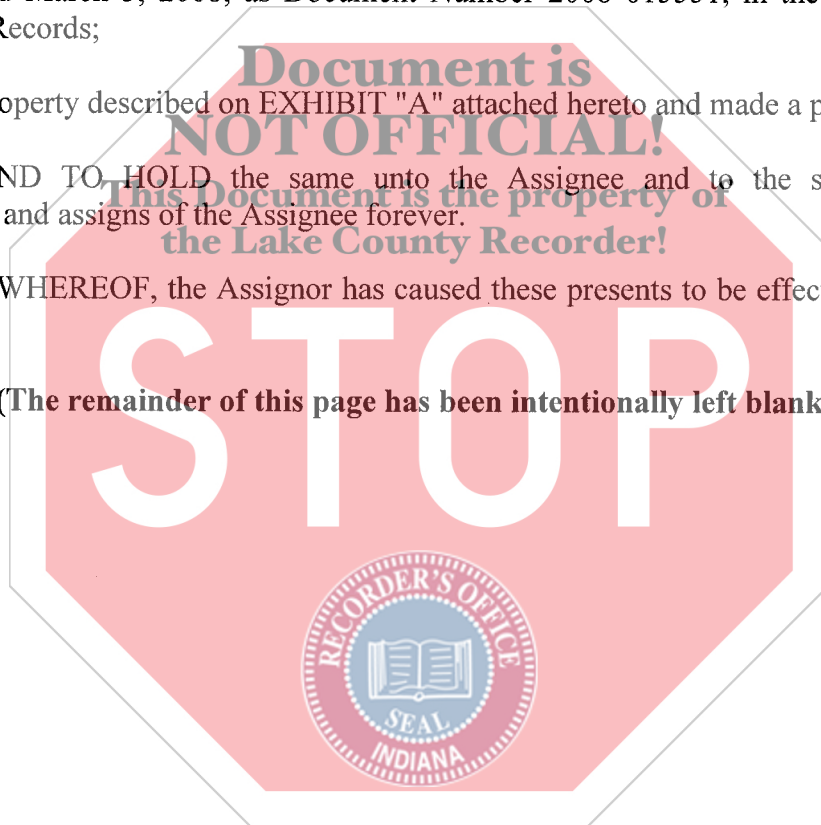 Records;
Document is
operty described on EXHIBIT "A" attached hereto and made a p
NOT OFFICIAL!
ND TO HOLD the same unto the Assignee and to the s
This Document is the property of
and assigns of the Assignee forever.
the Lake County Recorder!
WHEREOF, the Assignor has caused these presents to be effec
STOP
(The remainder of this page has been intentionally left blank
RECORDER'S OFFICE
SEAL
INDIANA